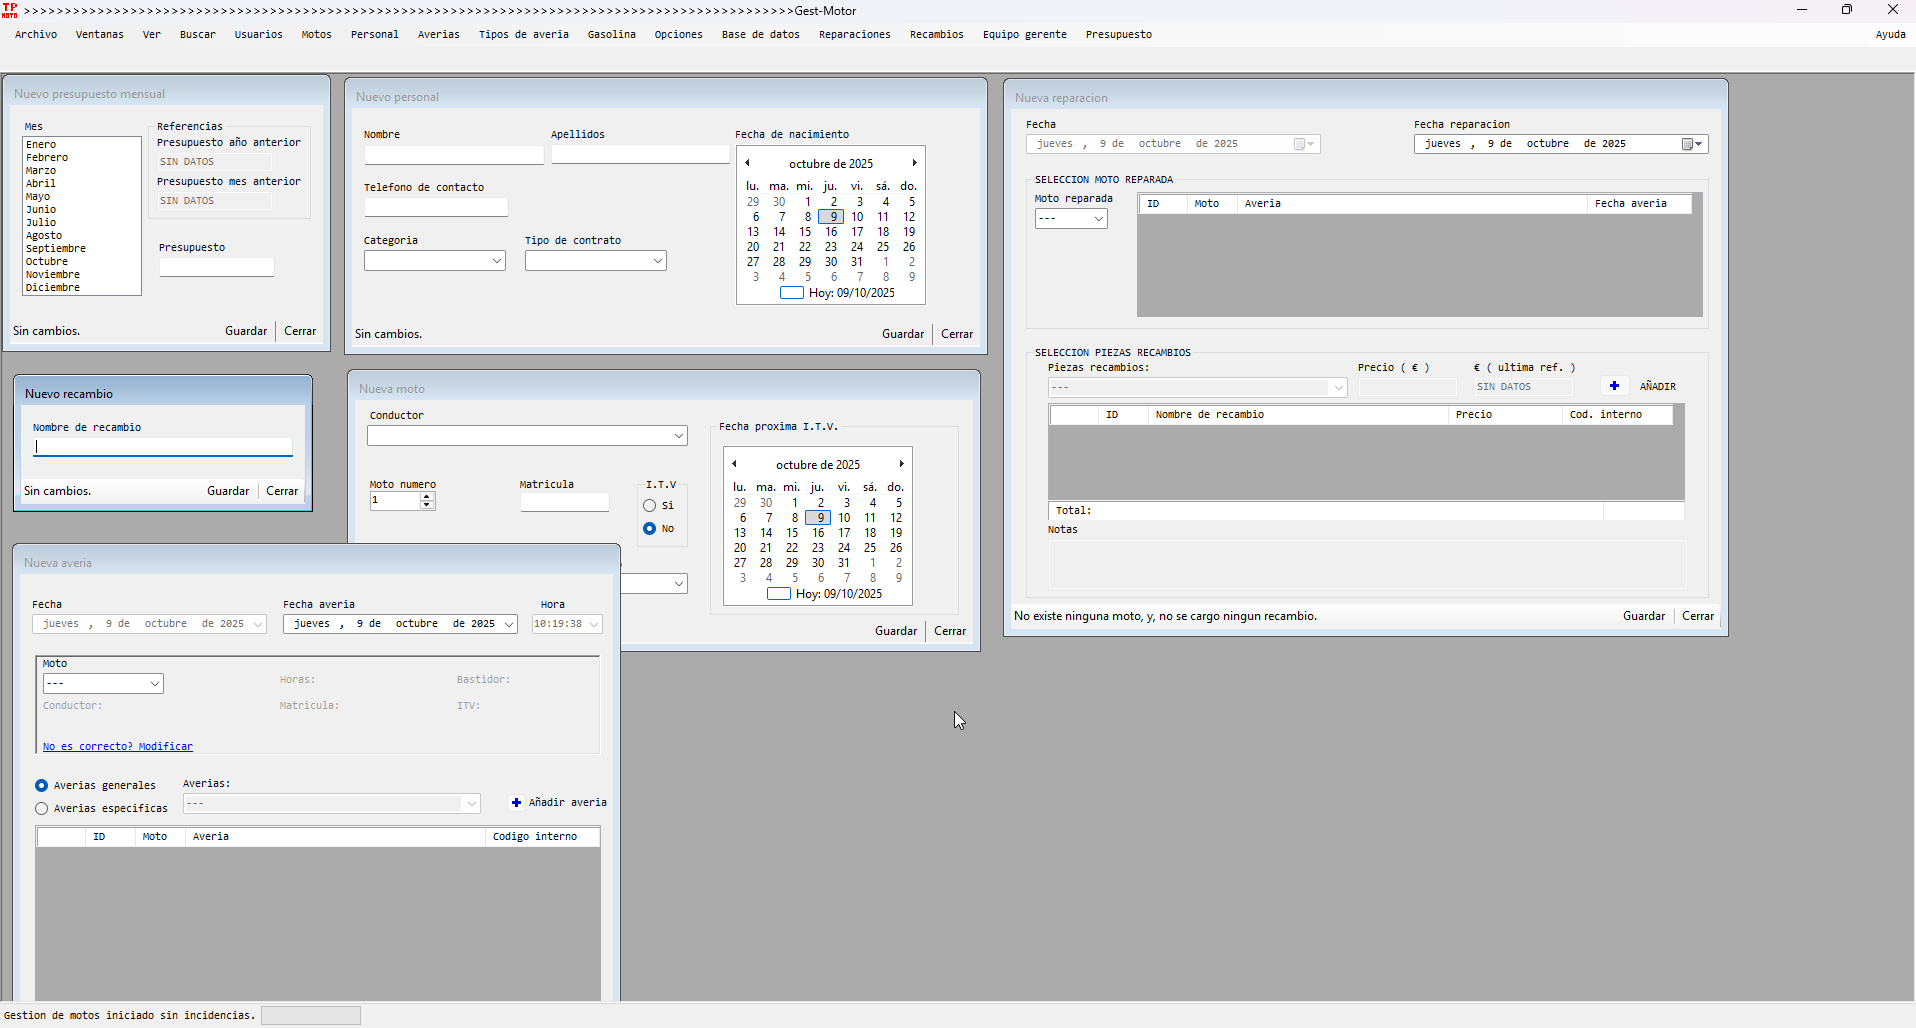 TP
MOTO
>>>>>>>>>>>>>>>>>>>>>>>>>>>>>>>>>>>>>>>>>>>>>>>>>>>>>>>>>>>>>>>>>>>>>>>>>>>>>>>>>>>>>>>>>>>>>>>>Gest-Motor
Archivo Ventanas Ver Buscar Usuarios Motos Personal Averias Tipos de averia Gasolina Opciones Base de datos Reparaciones Recambios Equipo gerente Presupuesto Ayuda
Nuevo presupuesto mensual
Mes
Enero
Febrero
Marzo
Abril
Mayo
Junio
Julio
Agosto
Septiembre
Octubre
Noviembre
Diciembre
Referencias
Presupuesto año anterior
SIN DATOS
Presupuesto mes anterior
SIN DATOS
Presupuesto
Sin cambios. Guardar Cerrar
Nuevo personal
Nombre Apellidos Fecha de nacimiento
Telefono de contacto
Categoria Tipo de contrato
octubre de 2025
lu. ma. mi. ju. vi. sá. do.
29 30 1 2 3 4 5
6 7 8 9 10 11 12
13 14 15 16 17 18 19
20 21 22 23 24 25 26
27 28 29 30 31 1 2
3 4 5 6 7 8 9
Hoy: 09/10/2025
Sin cambios. Guardar Cerrar
Nueva reparacion
Fecha Fecha reparacion
jueves , 9 de octubre de 2025 jueves , 9 de octubre de 2025
SELECCION MOTO REPARADA
Moto reparada
---
ID Moto Averia Fecha averia
SELECCION PIEZAS RECAMBIOS
Piezas recambios: Precio ( € ) € ( ultima ref. )
--- SIN DATOS + AÑADIR
ID Nombre de recambio Precio Cod. interno
Total:
Notas
No existe ninguna moto, y, no se cargo ningun recambio. Guardar Cerrar
Nuevo recambio
Nombre de recambio
Sin cambios. Guardar Cerrar
Nueva moto
Conductor
Moto numero Matricula I.T.V
1
Si
No
Fecha proxima I.T.V.
octubre de 2025
lu. ma. mi. ju. vi. sá. do.
29 30 1 2 3 4 5
6 7 8 9 10 11 12
13 14 15 16 17 18 19
20 21 22 23 24 25 26
27 28 29 30 31 1 2
3 4 5 6 7 8 9
Hoy: 09/10/2025
Guardar Cerrar
Nueva averia
Fecha Fecha averia Hora
jueves , 9 de octubre de 2025 jueves , 9 de octubre de 2025 10:19:38
Moto
---
Horas: Bastidor:
Conductor: Matricula: ITV:
No es correcto? Modificar
Averias generales
Averias especificas
Averias:
--- + Añadir averia
ID Moto Averia Codigo interno
Gestion de motos iniciado sin incidencias.